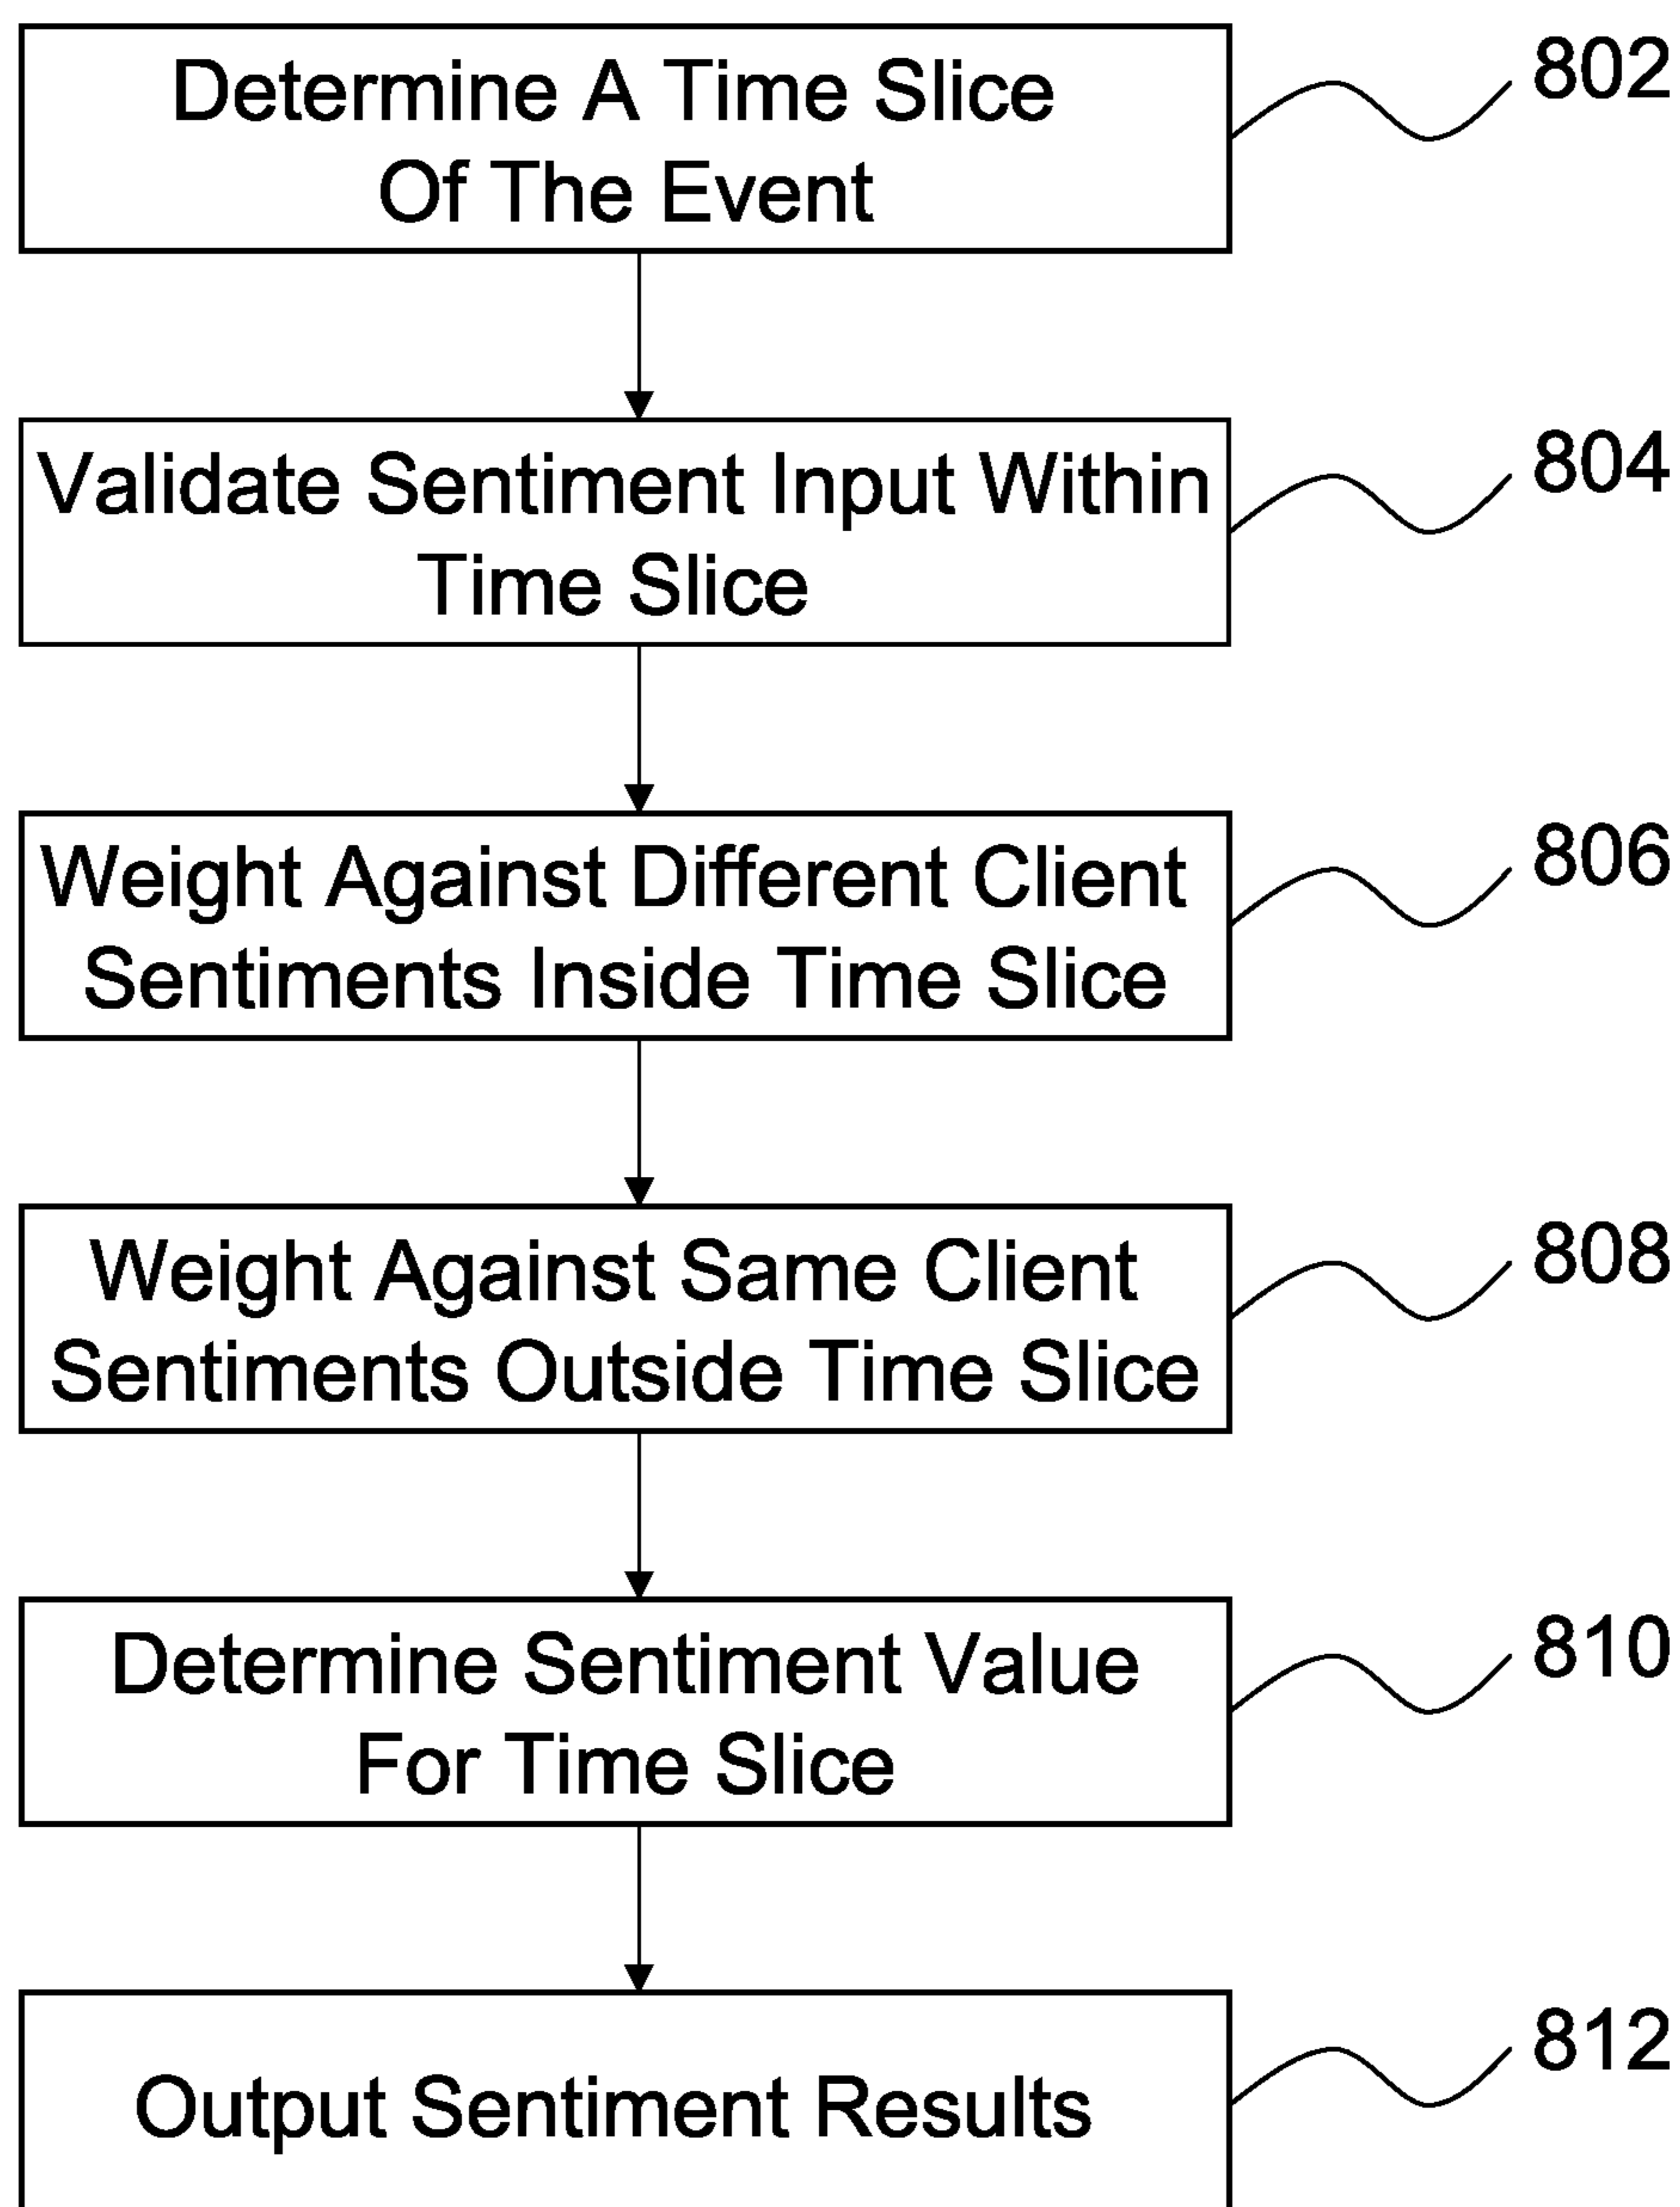 Determine A Time Slice
Of The Event
802
Validate Sentiment Input Within
Time Slice
804
Weight Against Different Client
Sentiments Inside Time Slice
806
Weight Against Same Client
Sentiments Outside Time Slice
808
Determine Sentiment Value
For Time Slice
810
Output Sentiment Results
812